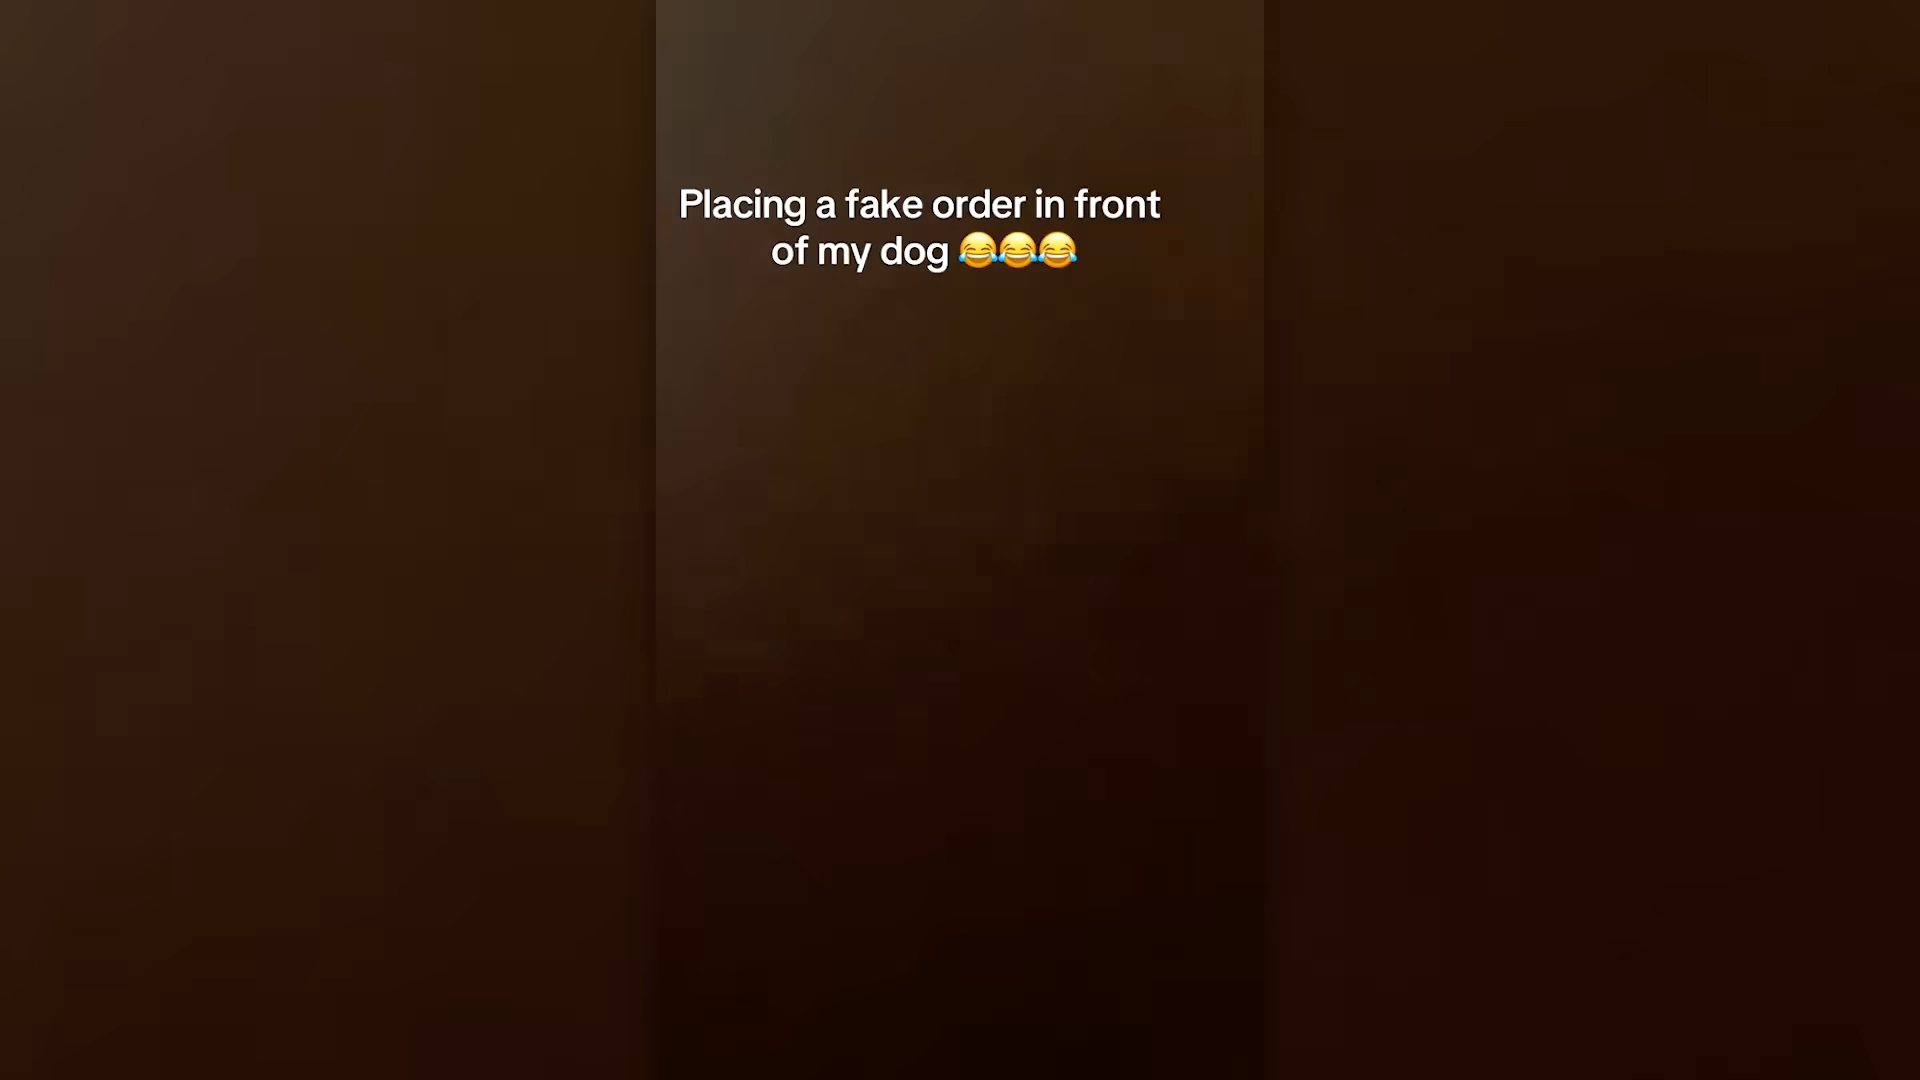 Placing a fake order in front
of my dog 😂😂😂